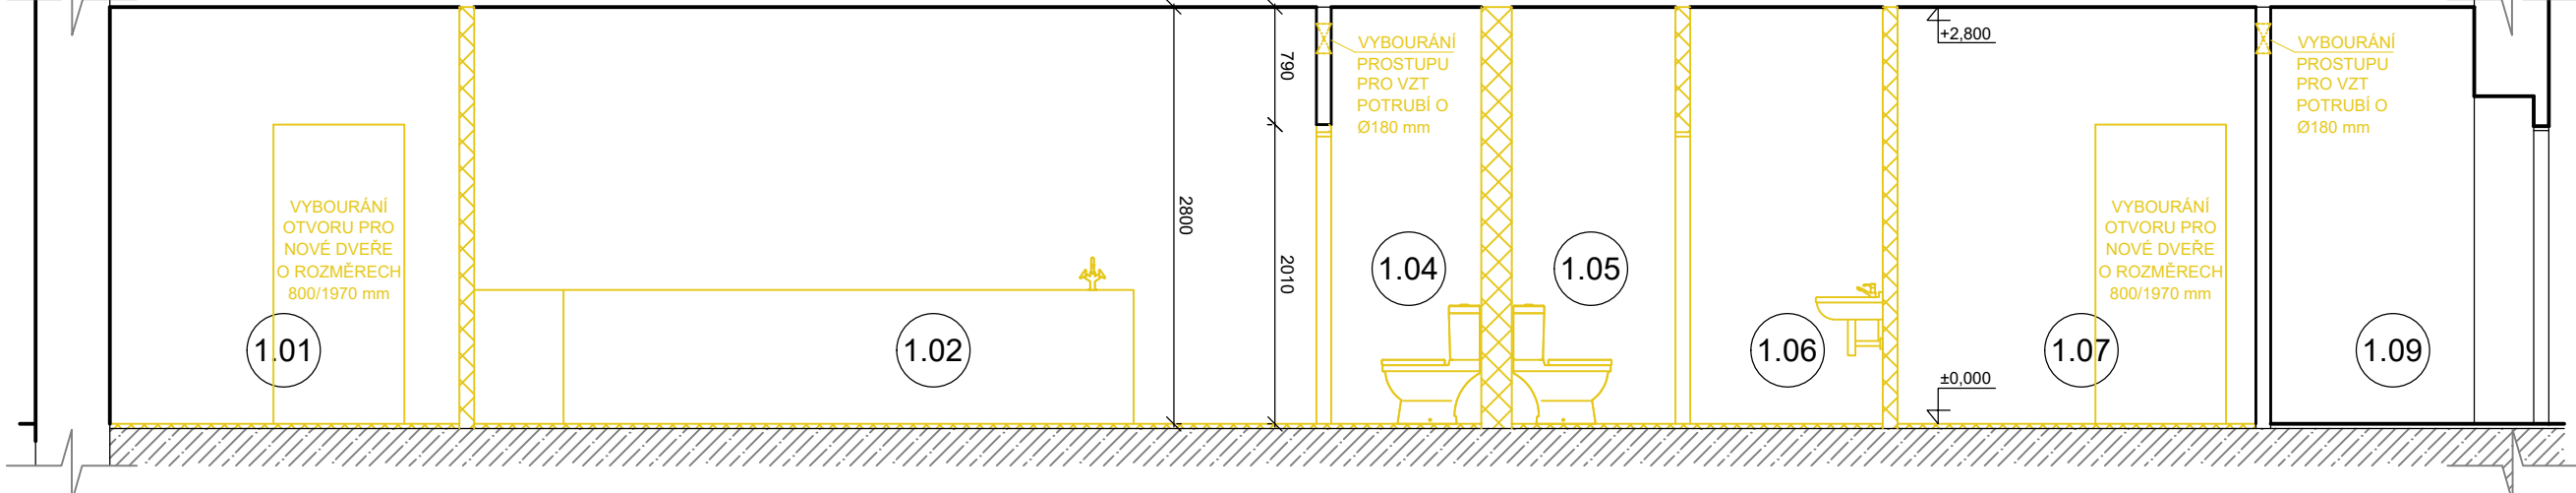 VYBOURÁNÍ
OTVORU PRO
NOVÉ DVEŘE
O ROZMĚRECH
800/1970 mm
1.01
1.02
2800
790
2010
VYBOURÁNÍ
PROSTUPU
PRO VZT
POTRUBÍ O
Ø180 mm
1.04
1.05
1.06
+2,800
±0,000
VYBOURÁNÍ
OTVORU PRO
NOVÉ DVEŘE
O ROZMĚRECH
800/1970 mm
1.07
VYBOURÁNÍ
PROSTUPU
PRO VZT
POTRUBÍ O
Ø180 mm
1.09